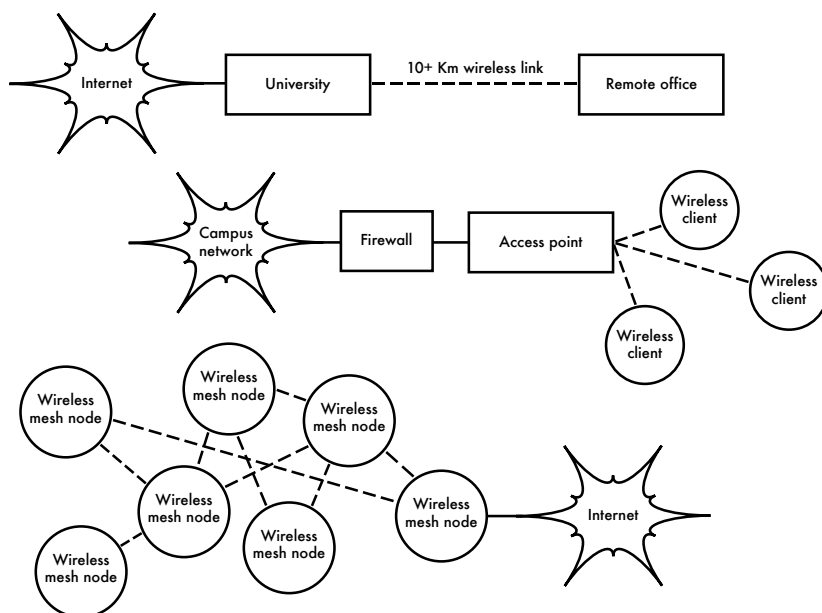 Internet
University
10+ Km wireless link
Remote office
Campus
network
Firewall
Access point
Wireless
client
Wireless
client
Wireless
client
Wireless
mesh node
Wireless
mesh node
Wireless
mesh node
Wireless
mesh node
Wireless
mesh node
Wireless
mesh node
Wireless
mesh node
Internet